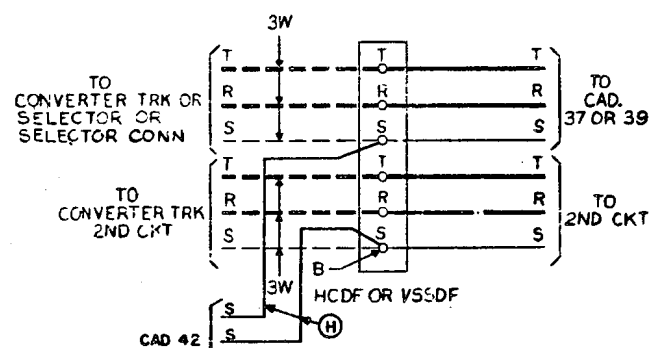 3W
T T T
R R R
S S S
TO
CONVERTER TRK OR
SELECTOR OR
SELECTOR CONN
TO
CAD.
37 OR 39
T T T
R R R
S S S
TO
CONVERTER TRK
2ND CKT
TO
2ND CKT
B
3W
HCDF OR VSSDF
H
S
CAD 42
S